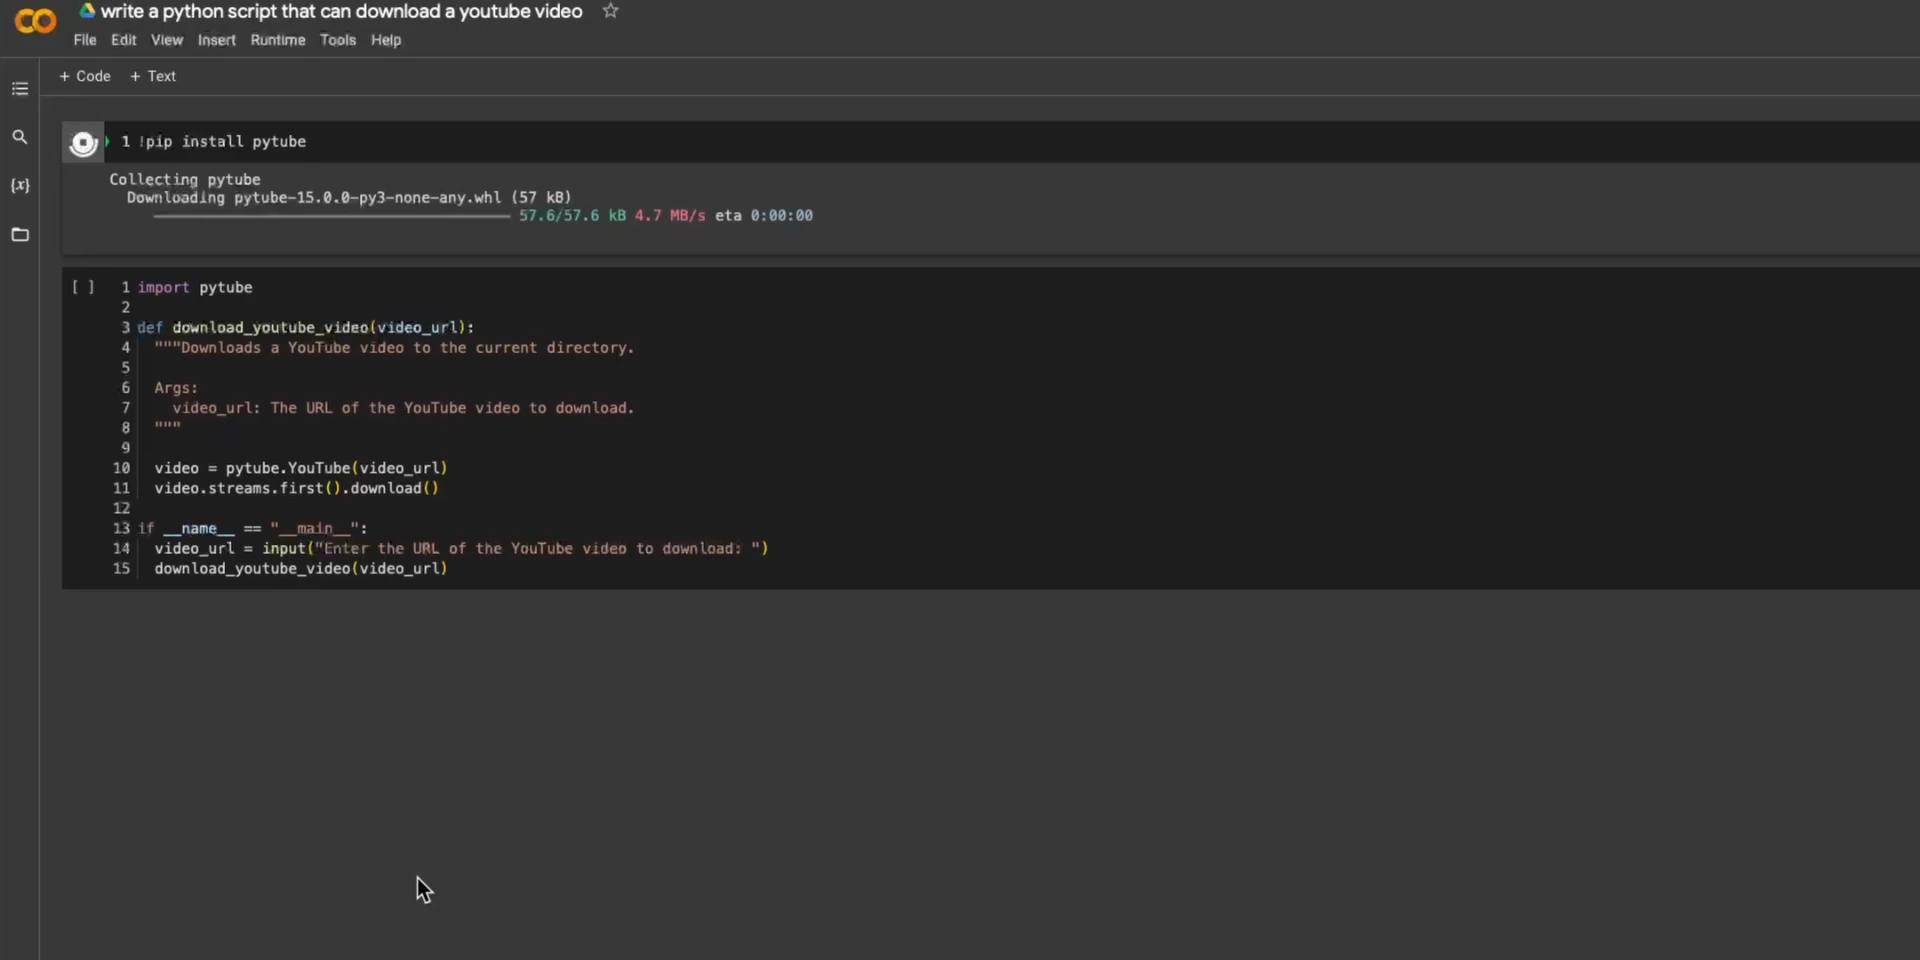 write a python script that can download a youtube video
File Edit View Insert Runtime Tools Help
+ Code + Text
1 !pip install pytube
Collecting pytube
Downloading pytube-15.0.0-py3-none-any.whl (57 kB)
57.6/57.6 kB 4.7 MB/s eta 0:00:00
{x}
[ ] 1 import pytube
2
3 def download_youtube_video(video_url):
4 """Downloads a YouTube video to the current directory.
5
6 Args:
7 video_url: The URL of the YouTube video to download.
8 """
9
10 video = pytube.YouTube(video_url)
11 video.streams.first().download()
12
13 if __name__ == "__main__":
14 video_url = input("Enter the URL of the YouTube video to download: ")
15 download_youtube_video(video_url)